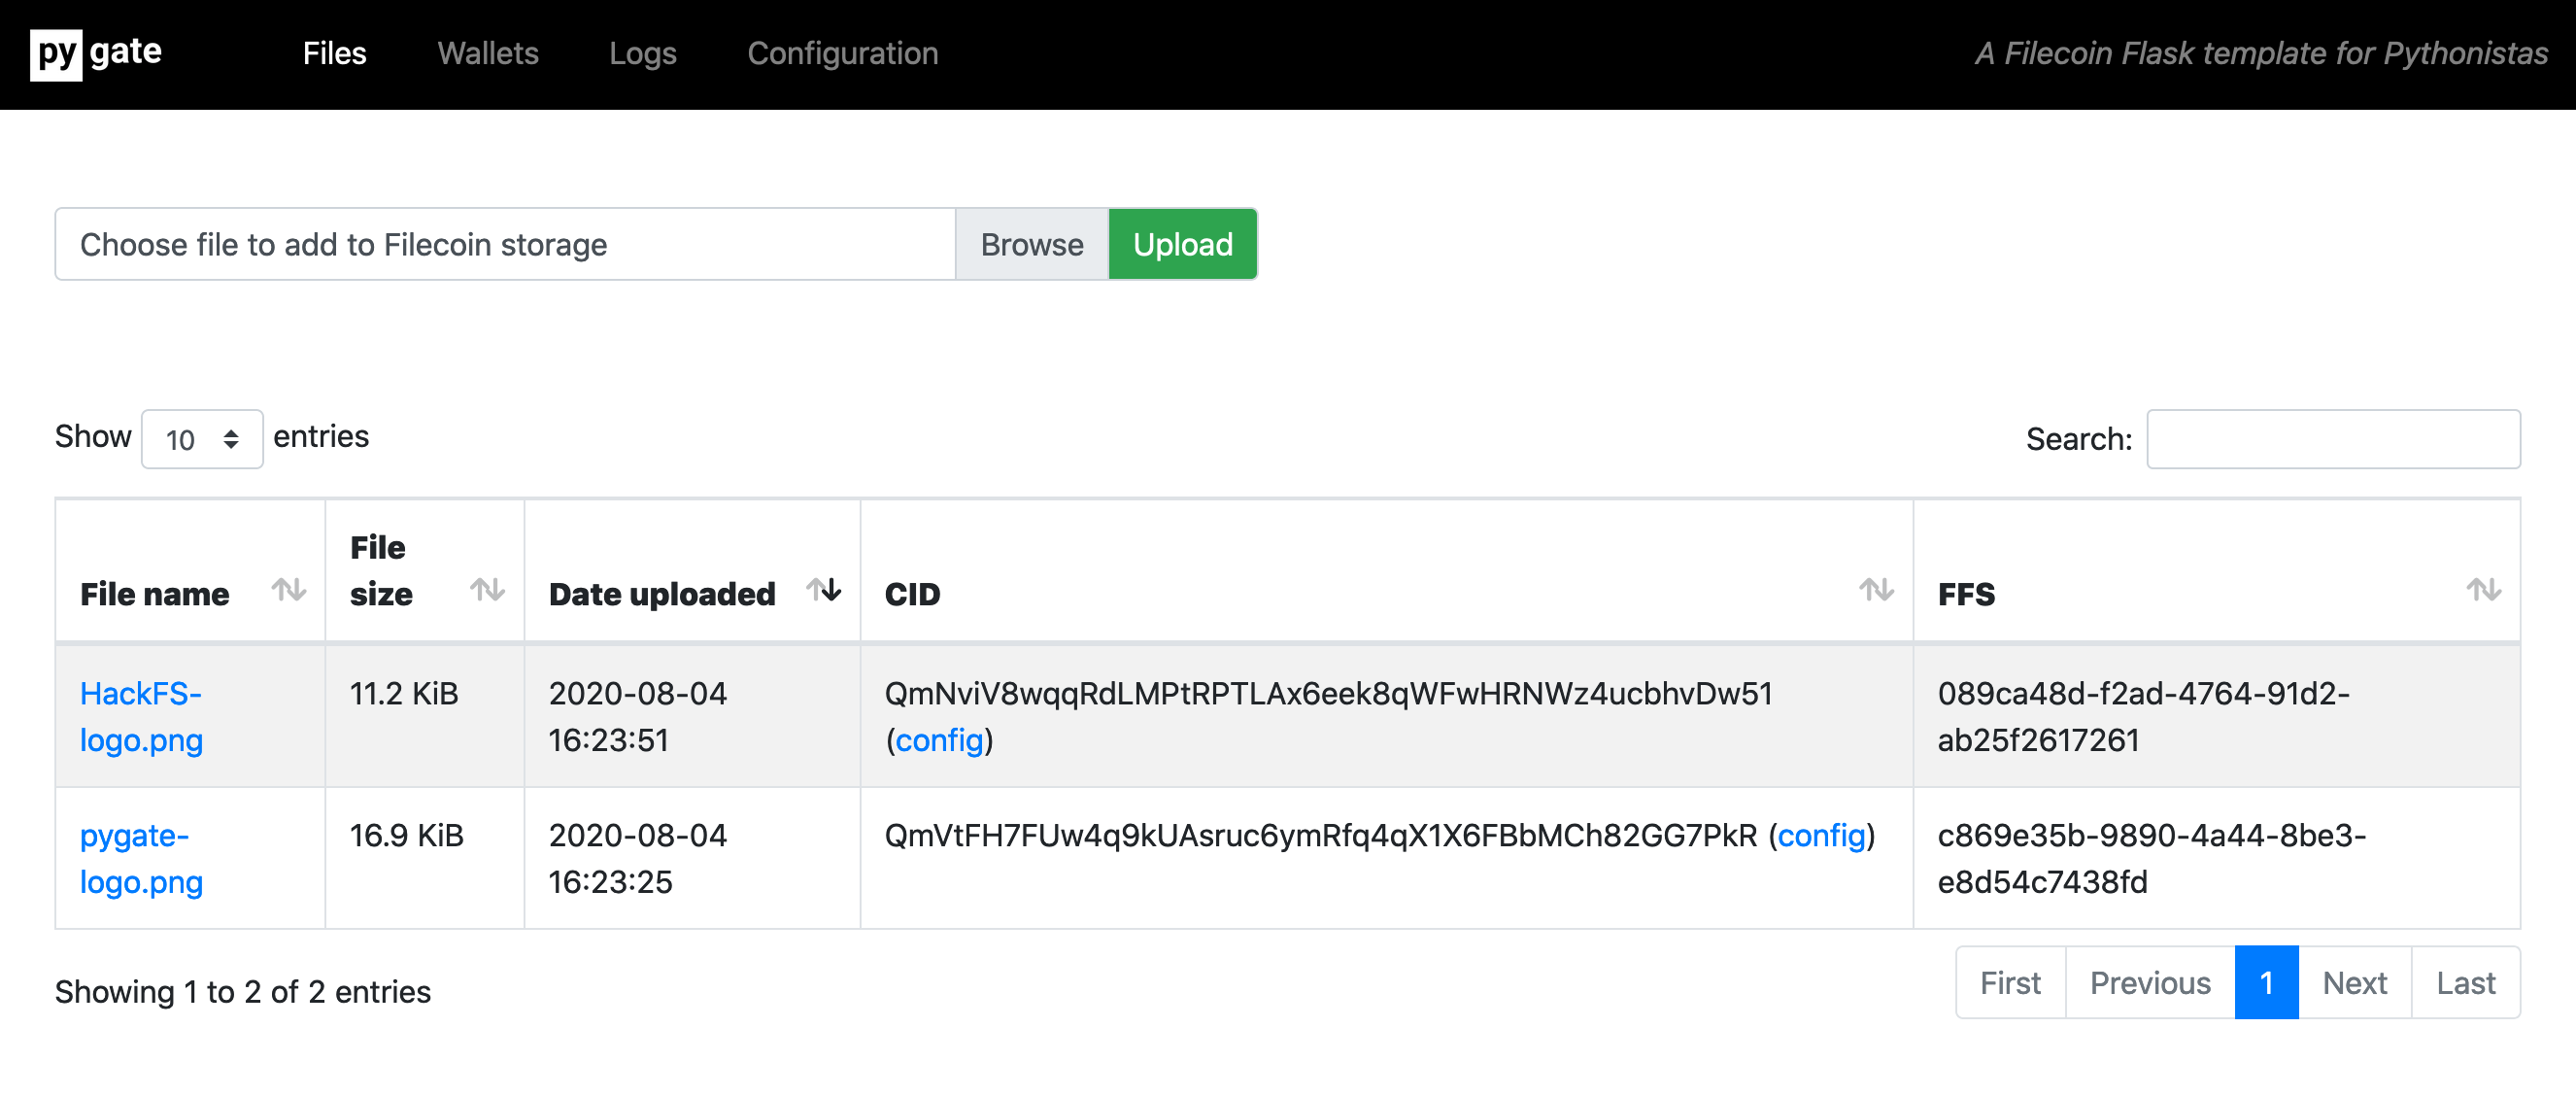 py gate Files Wallets Logs Configuration A Filecoin Flask template for Pythonistas
Choose file to add to Filecoin storage Browse Upload
Show 10 entries Search:
File name File size Date uploaded CID FFS
HackFS-logo.png 11.2 KiB 2020-08-04 16:23:51 QmNviV8wqqRdLMPtRPTLAx6eek8qWFwHRNWz4ucbhvDw51 (config) 089ca48d-f2ad-4764-91d2-ab25f2617261
pygate-logo.png 16.9 KiB 2020-08-04 16:23:25 QmVtFH7FUw4q9kUAsruc6ymRfq4qX1X6FBbMCh82GG7PkR (config) c869e35b-9890-4a44-8be3-e8d54c7438fd
Showing 1 to 2 of 2 entries First Previous 1 Next Last